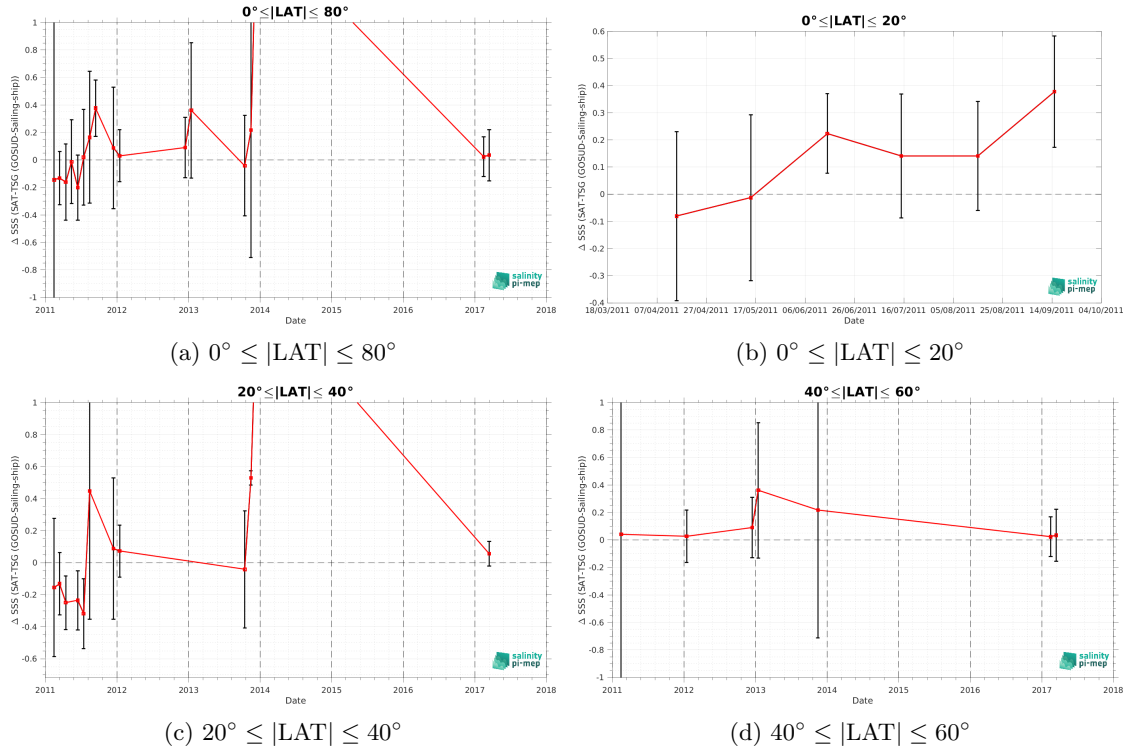 0°≤|LAT|≤ 80°
1
0.8
0.6
0.4
0.2
0
-0.2
-0.4
-0.6
-0.8
-1
Δ SSS (SAT-TSG (GOSUD-Sailing-ship))
2011 2012 2013 2014 2015 2016 2017 2018
Date
salinity
pi-mep
(a) 0° ≤ |LAT| ≤ 80°
0°≤|LAT|≤ 20°
0.6
0.5
0.4
0.3
0.2
0.1
0
-0.1
-0.2
-0.3
-0.4
Δ SSS (SAT-TSG (GOSUD-Sailing-ship))
18/03/2011 07/04/2011 27/04/2011 17/05/2011 06/06/2011 26/06/2011 16/07/2011 05/08/2011 25/08/2011 14/09/2011 04/10/2011
Date
salinity
pi-mep
(b) 0° ≤ |LAT| ≤ 20°
20°≤|LAT|≤ 40°
1
0.8
0.6
0.4
0.2
0
-0.2
-0.4
-0.6
Δ SSS (SAT-TSG (GOSUD-Sailing-ship))
2011 2012 2013 2014 2015 2016 2017 2018
Date
salinity
pi-mep
(c) 20° ≤ |LAT| ≤ 40°
40°≤|LAT|≤ 60°
1
0.8
0.6
0.4
0.2
0
-0.2
-0.4
-0.6
-0.8
-1
Δ SSS (SAT-TSG (GOSUD-Sailing-ship))
2011 2012 2013 2014 2015 2016 2017 2018
Date
salinity
pi-mep
(d) 40° ≤ |LAT| ≤ 60°